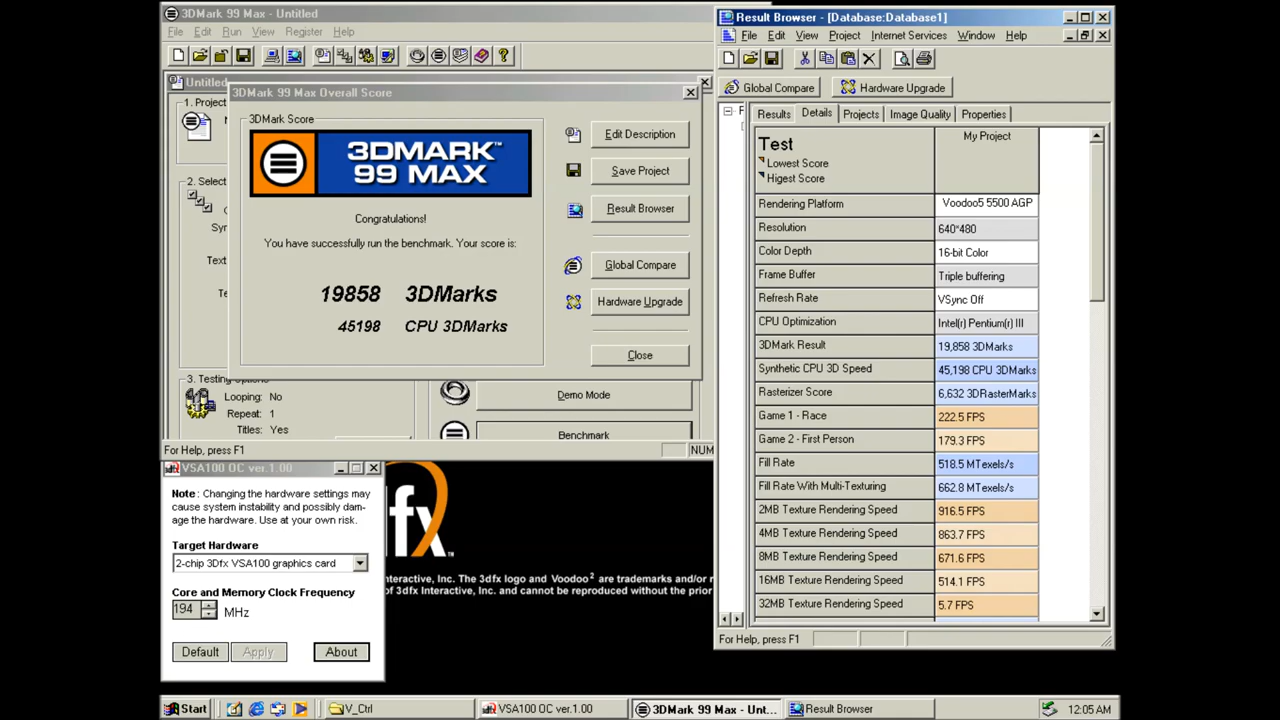 3DMark 99 Max - Untitled
File Edit Run View Register Help
Untitled
1. Project
2. Select
Syn
Text
Te
3. Testing Options
Looping: No
Repeat: 1
Titles: Yes
Demo Mode
Benchmark
For Help, press F1
NUM
3DMark 99 Max Overall Score
3DMark Score
3DMARK™
99 MAX
Congratulations!
You have successfully run the benchmark. Your score is:
19858 3DMarks
45198 CPU 3DMarks
Edit Description
Save Project
Result Browser
Global Compare
Hardware Upgrade
Close
Result Browser - [Database:Database1]
File Edit View Project Internet Services Window Help
Global Compare Hardware Upgrade
Results Details Projects Image Quality Properties
F
Test
Lowest Score
Higest Score
My Project
Rendering Platform Voodoo5 5500 AGP
Resolution 640*480
Color Depth 16-bit Color
Frame Buffer Triple buffering
Refresh Rate VSync Off
CPU Optimization Intel(r) Pentium(r) III
3DMark Result 19,858 3DMarks
Synthetic CPU 3D Speed 45,198 CPU 3DMarks
Rasterizer Score 6,632 3DRasterMarks
Game 1 - Race 222.5 FPS
Game 2 - First Person 179.3 FPS
Fill Rate 518.5 MTexels/s
Fill Rate With Multi-Texturing 662.8 MTexels/s
2MB Texture Rendering Speed 916.5 FPS
4MB Texture Rendering Speed 863.7 FPS
8MB Texture Rendering Speed 671.6 FPS
16MB Texture Rendering Speed 514.1 FPS
32MB Texture Rendering Speed 5.7 FPS
For Help, press F1
VSA100 OC ver.1.00
Note : Changing the hardware settings may
cause system instability and possibly dam-
age the hardware. Use at your own risk.
Target Hardware
2-chip 3Dfx VSA100 graphics card
Core and Memory Clock Frequency
194 MHz
Default Apply About
fx™
nteractive, Inc. The 3dfx logo and Voodoo² are trademarks and/or r
of 3dfx Interactive, Inc. and cannot be reproduced without the prior
Start V_Ctrl VSA100 OC ver.1.00 3DMark 99 Max - Unt... Result Browser 12:05 AM